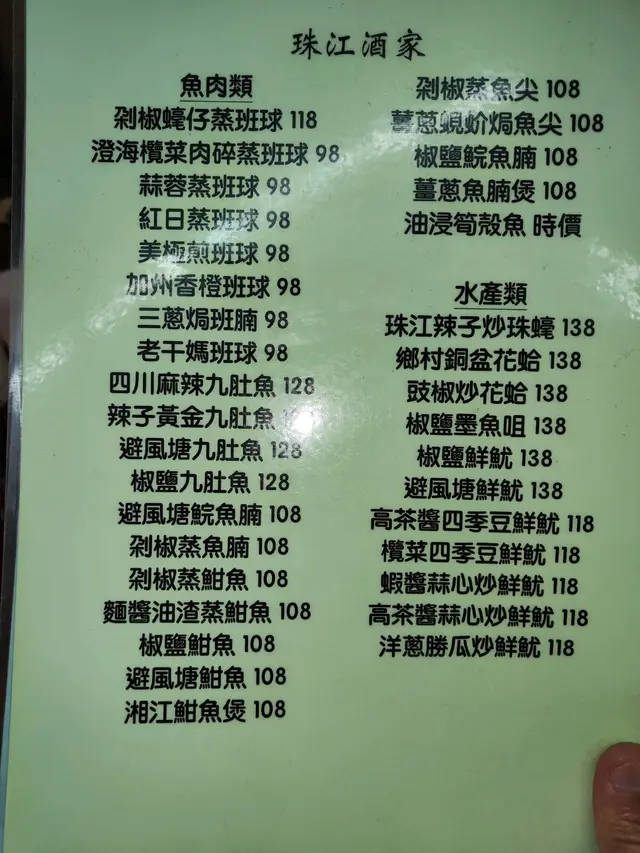 珠江酒家
魚肉類
剁椒蠔仔蒸班球 118
澄海欖菜肉碎蒸班球 98
蒜蓉蒸班球 98
紅日蒸班球 98
美極煎班球 98
加州香橙班球 98
三蔥焗班腩 98
老干媽班球 98
四川麻辣九肚魚 128
辣子黃金九肚魚
避風塘九肚魚 128
椒鹽九肚魚 128
避風塘鯇魚腩 108
剁椒蒸魚腩 108
剁椒蒸魽魚 108
麵醬油渣蒸魽魚 108
椒鹽魽魚 108
避風塘魽魚 108
湘江魽魚煲 108
剁椒蒸魚尖 108
薑蔥蜆蚧焗魚尖 108
椒鹽鯇魚腩 108
薑蔥魚腩煲 108
油浸筍殼魚 時價
水產類
珠江辣子炒珠蠔 138
鄉村銅盆花蛤 138
豉椒炒花蛤 138
椒鹽墨魚咀 138
椒鹽鮮魷 138
避風塘鮮魷 138
高茶醬四季豆鮮魷 118
欖菜四季豆鮮魷 118
蝦醬蒜心炒鮮魷 118
高茶醬蒜心炒鮮魷 118
洋蔥勝瓜炒鮮魷 118